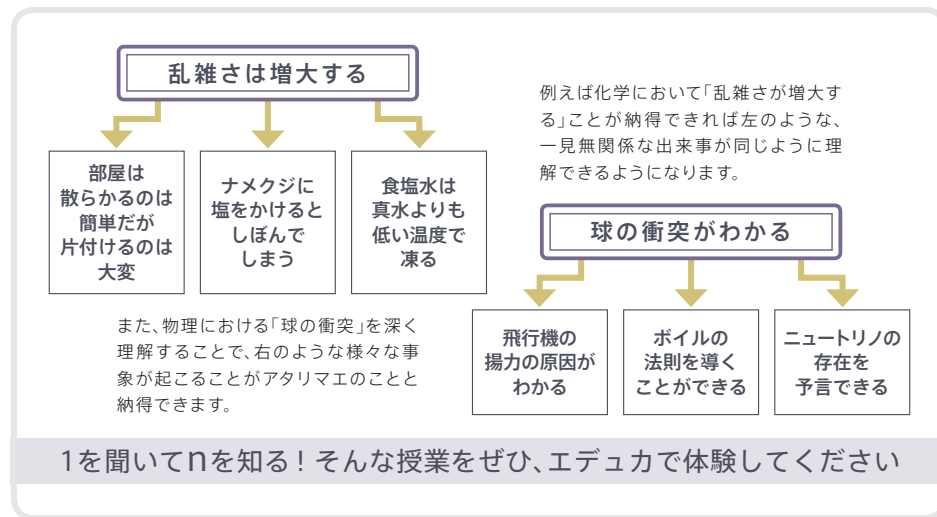 乱雑さは増大する
例えば化学において「乱雑さが増大す
る」ことが納得できれば左のような、
一見無関係な出来事が同じように理
解できるようになります。
部屋は
散らかるのは
簡単だが
片付けるのは
大変
ナメクジに
塩をかけると
しぼんで
しまう
食塩水は
真水よりも
低い温度で
凍る
球の衝突がわかる
また、物理における「球の衝突」を深く
理解することで、右のような様々な事
象が起こることがアタリマエのことと
納得できます。
飛行機の
揚力の原因が
わかる
ボイルの
法則を導く
ことができる
ニュートリノの
存在を
予言できる
1を聞いてnを知る！そんな授業をぜひ、エデュカで体験してください